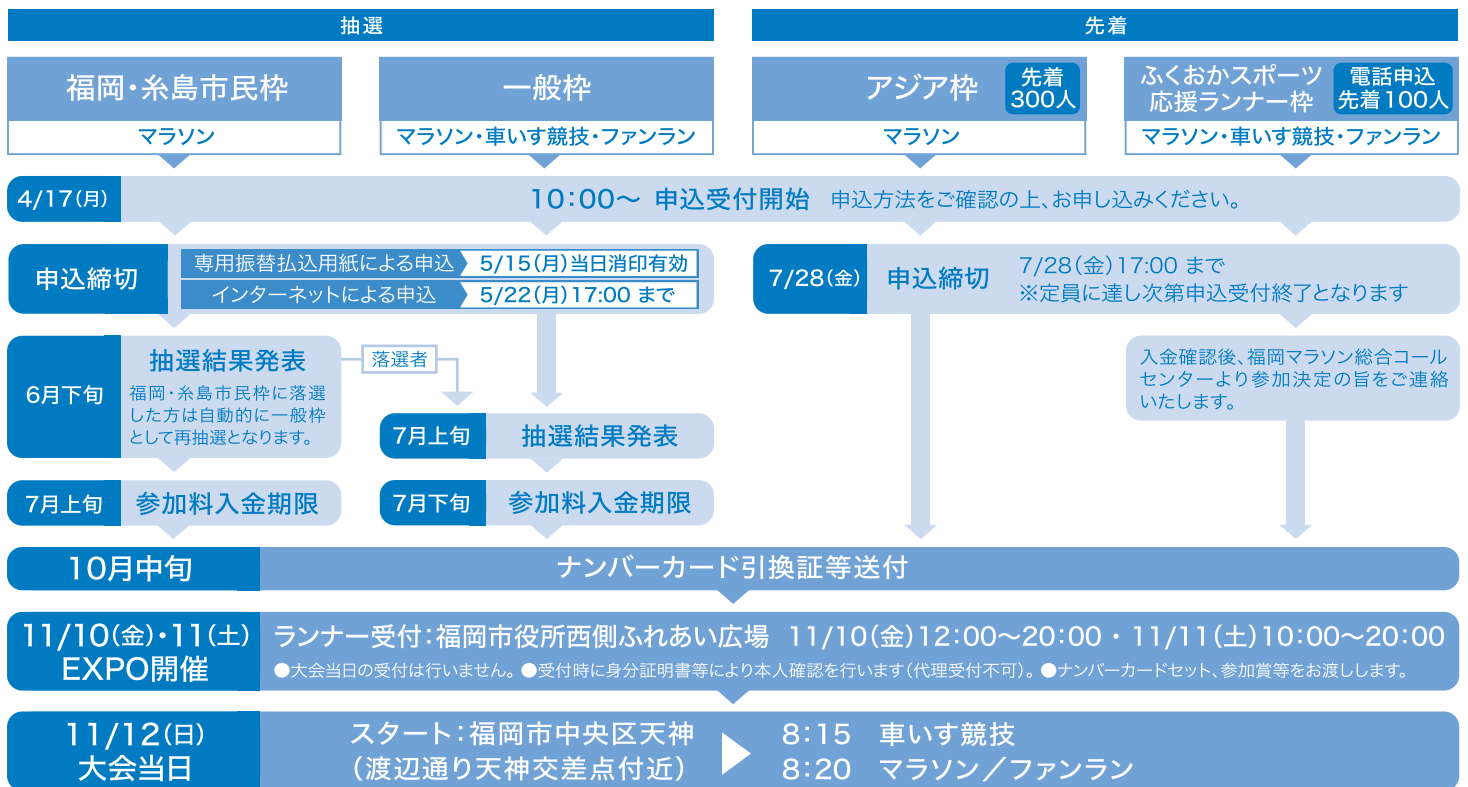 抽選
先着
福岡・糸島市民枠
マラソン
一般枠
マラソン・車いす競技・ファンラン
アジア枠
先着
300人
マラソン
ふくおかスポーツ
応援ランナー枠
電話申込
先着100人
マラソン・車いす競技・ファンラン
4/17(月)
10:00〜 申込受付開始 申込方法をご確認の上、お申し込みください。
申込締切
専用振替払込用紙による申込 5/15(月)当日消印有効
インターネットによる申込 5/22(月)17:00 まで
7/28(金)
申込締切
7/28(金)17:00 まで
※定員に達し次第申込受付終了となります
6月下旬
抽選結果発表
福岡・糸島市民枠に落選
した方は自動的に一般枠
として再抽選となります。
落選者
7月上旬 抽選結果発表
入金確認後、福岡マラソン総合コール
センターより参加決定の旨をご連絡
いたします。
7月上旬 参加料入金期限
7月下旬 参加料入金期限
10月中旬 ナンバーカード引換証等送付
11/10(金)・11(土)
EXPO開催
ランナー受付:福岡市役所西側ふれあい広場 11/10(金)12:00〜20:00・11/11(土)10:00〜20:00
●大会当日の受付は行いません。●受付時に身分証明書等により本人確認を行います(代理受付不可)。●ナンバーカードセット、参加賞等をお渡しします。
11/12(日)
大会当日
スタート:福岡市中央区天神
(渡辺通り天神交差点付近)
8:15 車いす競技
8:20 マラソン/ファンラン